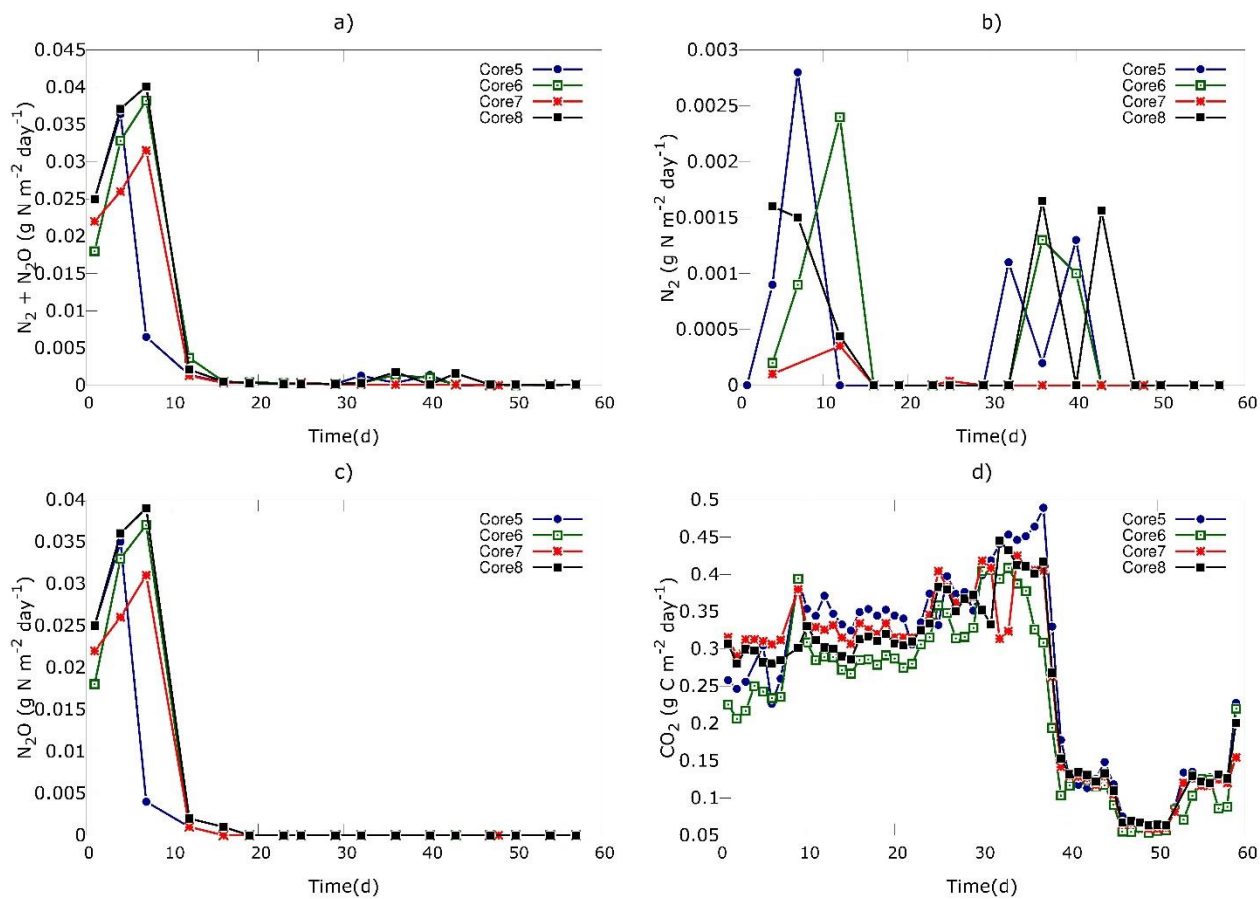 a)
N₂ + N₂O (g N m⁻² day⁻¹)
0.045
0.04
0.035
0.03
0.025
0.02
0.015
0.01
0.005
0
0 10 20 30 40 50 60
Time(d)
Core5
Core6
Core7
Core8
b)
N₂ (g N m⁻² day⁻¹)
0.003
0.0025
0.002
0.0015
0.001
0.0005
0
0 10 20 30 40 50 60
Time(d)
Core5
Core6
Core7
Core8
c)
N₂O (g N m⁻² day⁻¹)
0.04
0.035
0.03
0.025
0.02
0.015
0.01
0.005
0
0 10 20 30 40 50 60
Time(d)
Core5
Core6
Core7
Core8
d)
CO₂ (g C m⁻² day⁻¹)
0.5
0.45
0.4
0.35
0.3
0.25
0.2
0.15
0.1
0.05
0 10 20 30 40 50 60
Time(d)
Core5
Core6
Core7
Core8